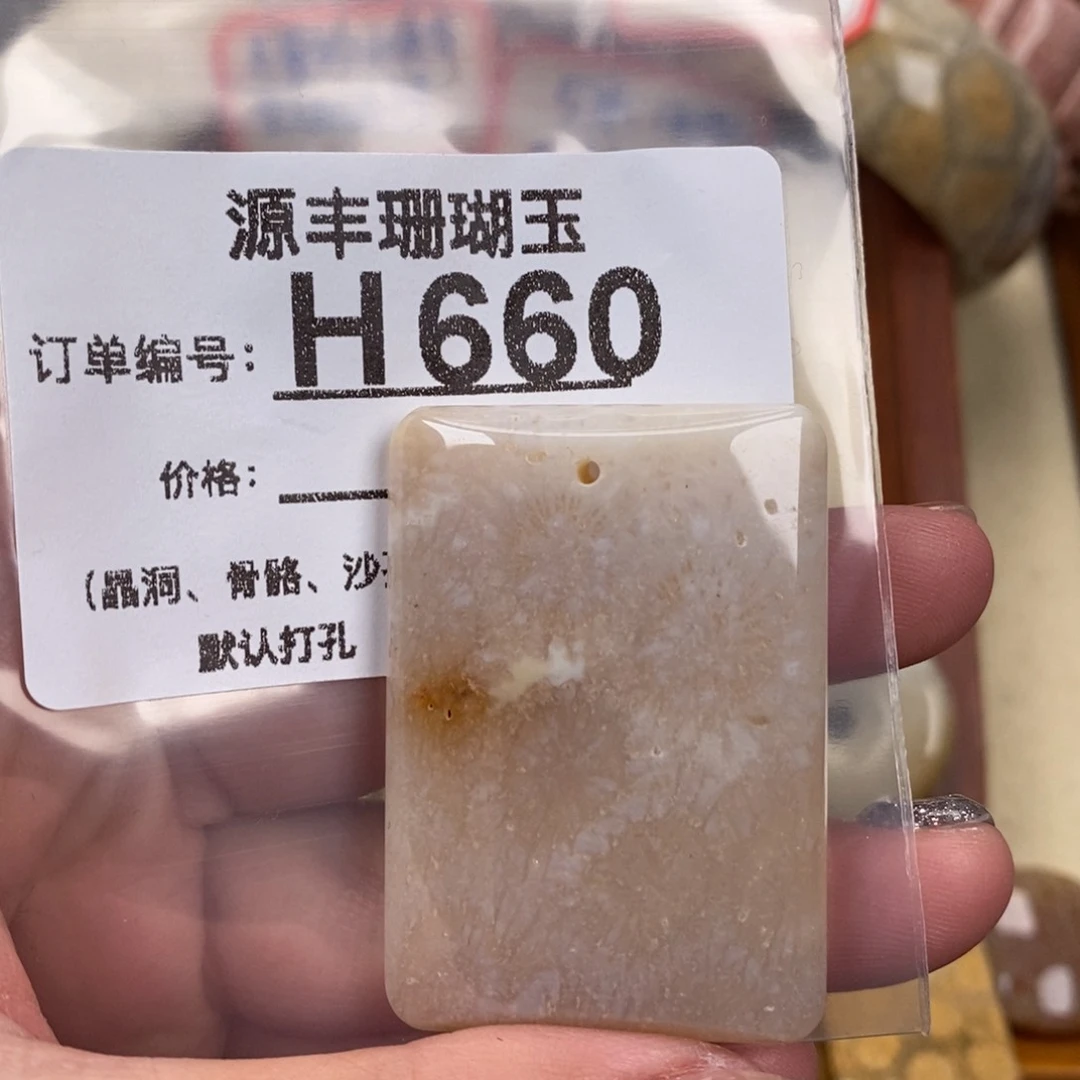 源丰珊瑚玉
订单编号: H660
价格:
(晶洞、骨骼、沙
默认打孔